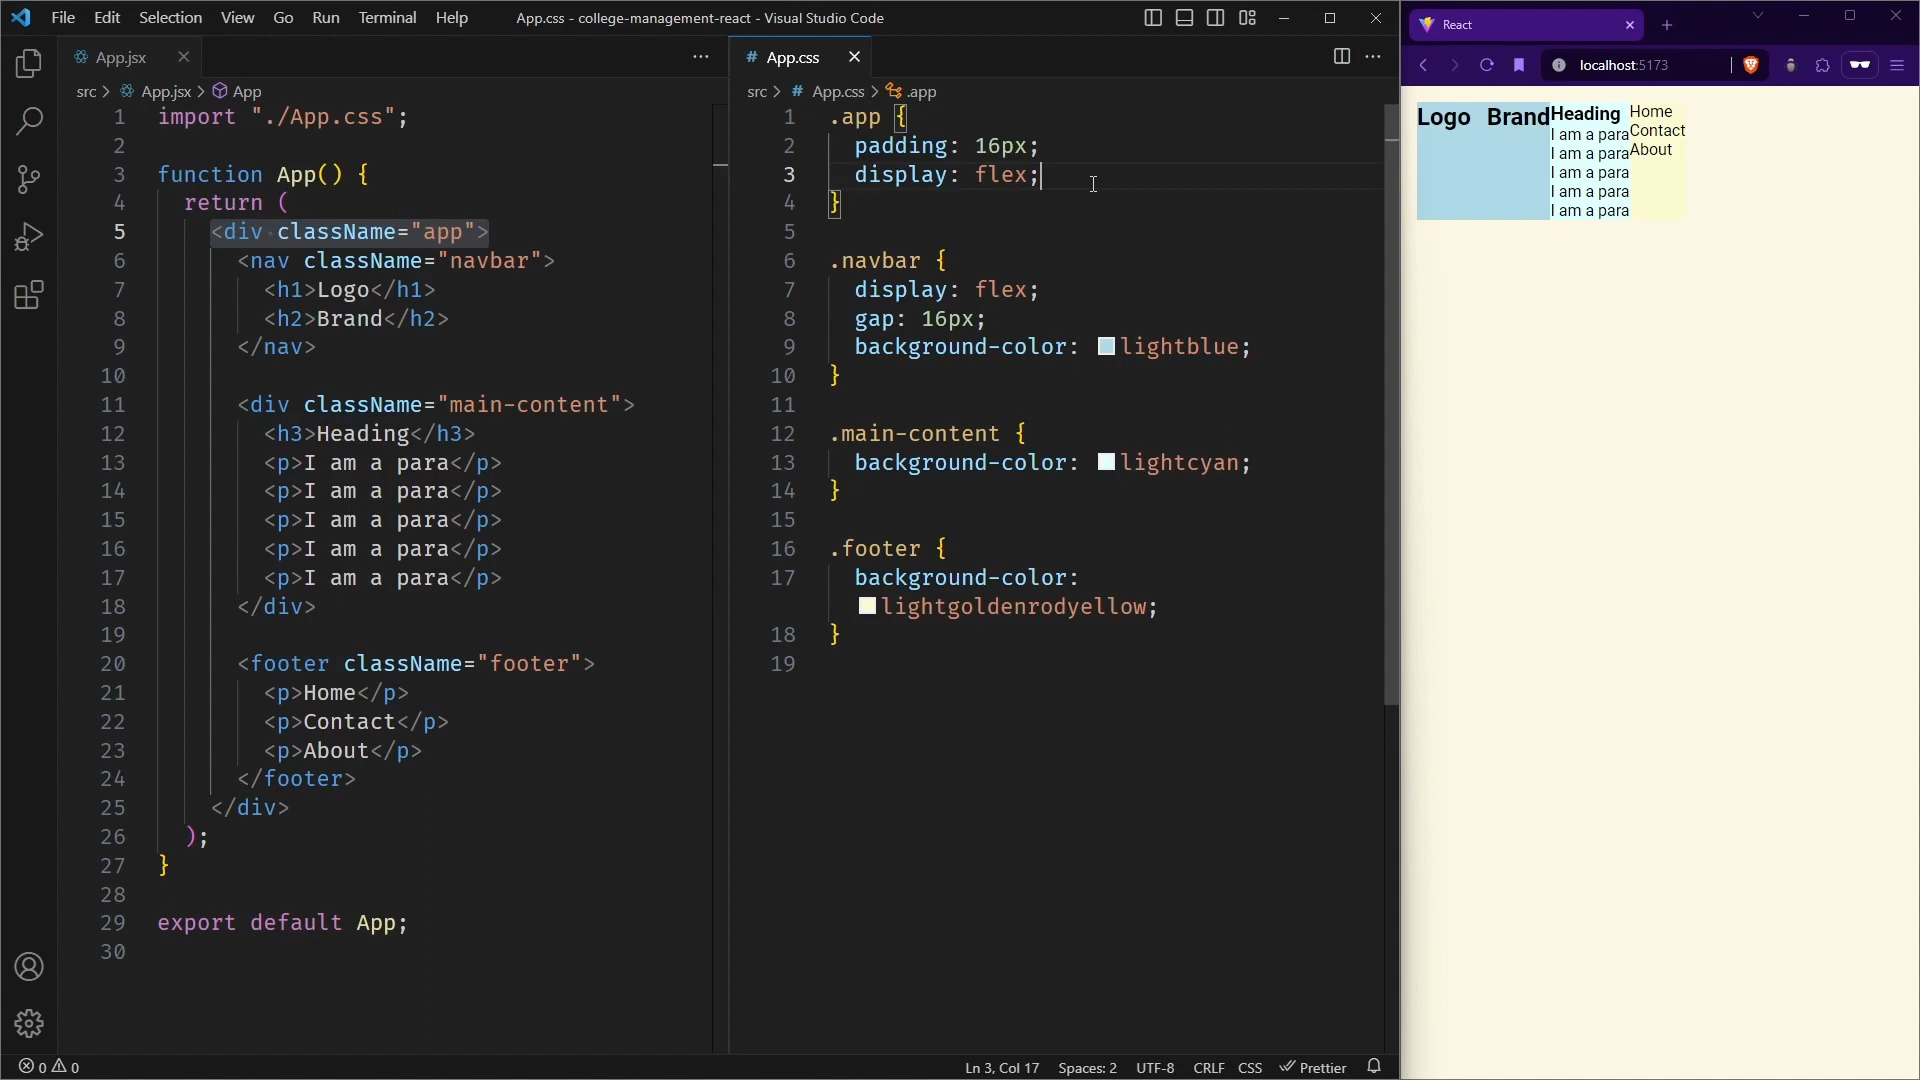 File Edit Selection View Go Run Terminal Help App.css - college-management-react - Visual Studio Code
App.jsx
src > App.jsx > App
1 import "./App.css";
2
3 function App() {
4 return (
5 <div className="app">
6 <nav className="navbar">
7 <h1>Logo</h1>
8 <h2>Brand</h2>
9 </nav>
10
11 <div className="main-content">
12 <h3>Heading</h3>
13 <p>I am a para</p>
14 <p>I am a para</p>
15 <p>I am a para</p>
16 <p>I am a para</p>
17 <p>I am a para</p>
18 </div>
19
20 <footer className="footer">
21 <p>Home</p>
22 <p>Contact</p>
23 <p>About</p>
24 </footer>
25 </div>
26 );
27 }
28
29 export default App;
30
# App.css
src > # App.css > .app
1 .app {
2 padding: 16px;
3 display: flex;
4 }
5
6 .navbar {
7 display: flex;
8 gap: 16px;
9 background-color: lightblue;
10 }
11
12 .main-content {
13 background-color: lightcyan;
14 }
15
16 .footer {
17 background-color:
lightgoldenrodyellow;
18 }
19
0 0
Ln 3, Col 17 Spaces: 2 UTF-8 CRLF CSS Prettier
React
localhost:5173
Logo Brand
Heading
I am a para
I am a para
I am a para
I am a para
I am a para
Home
Contact
About